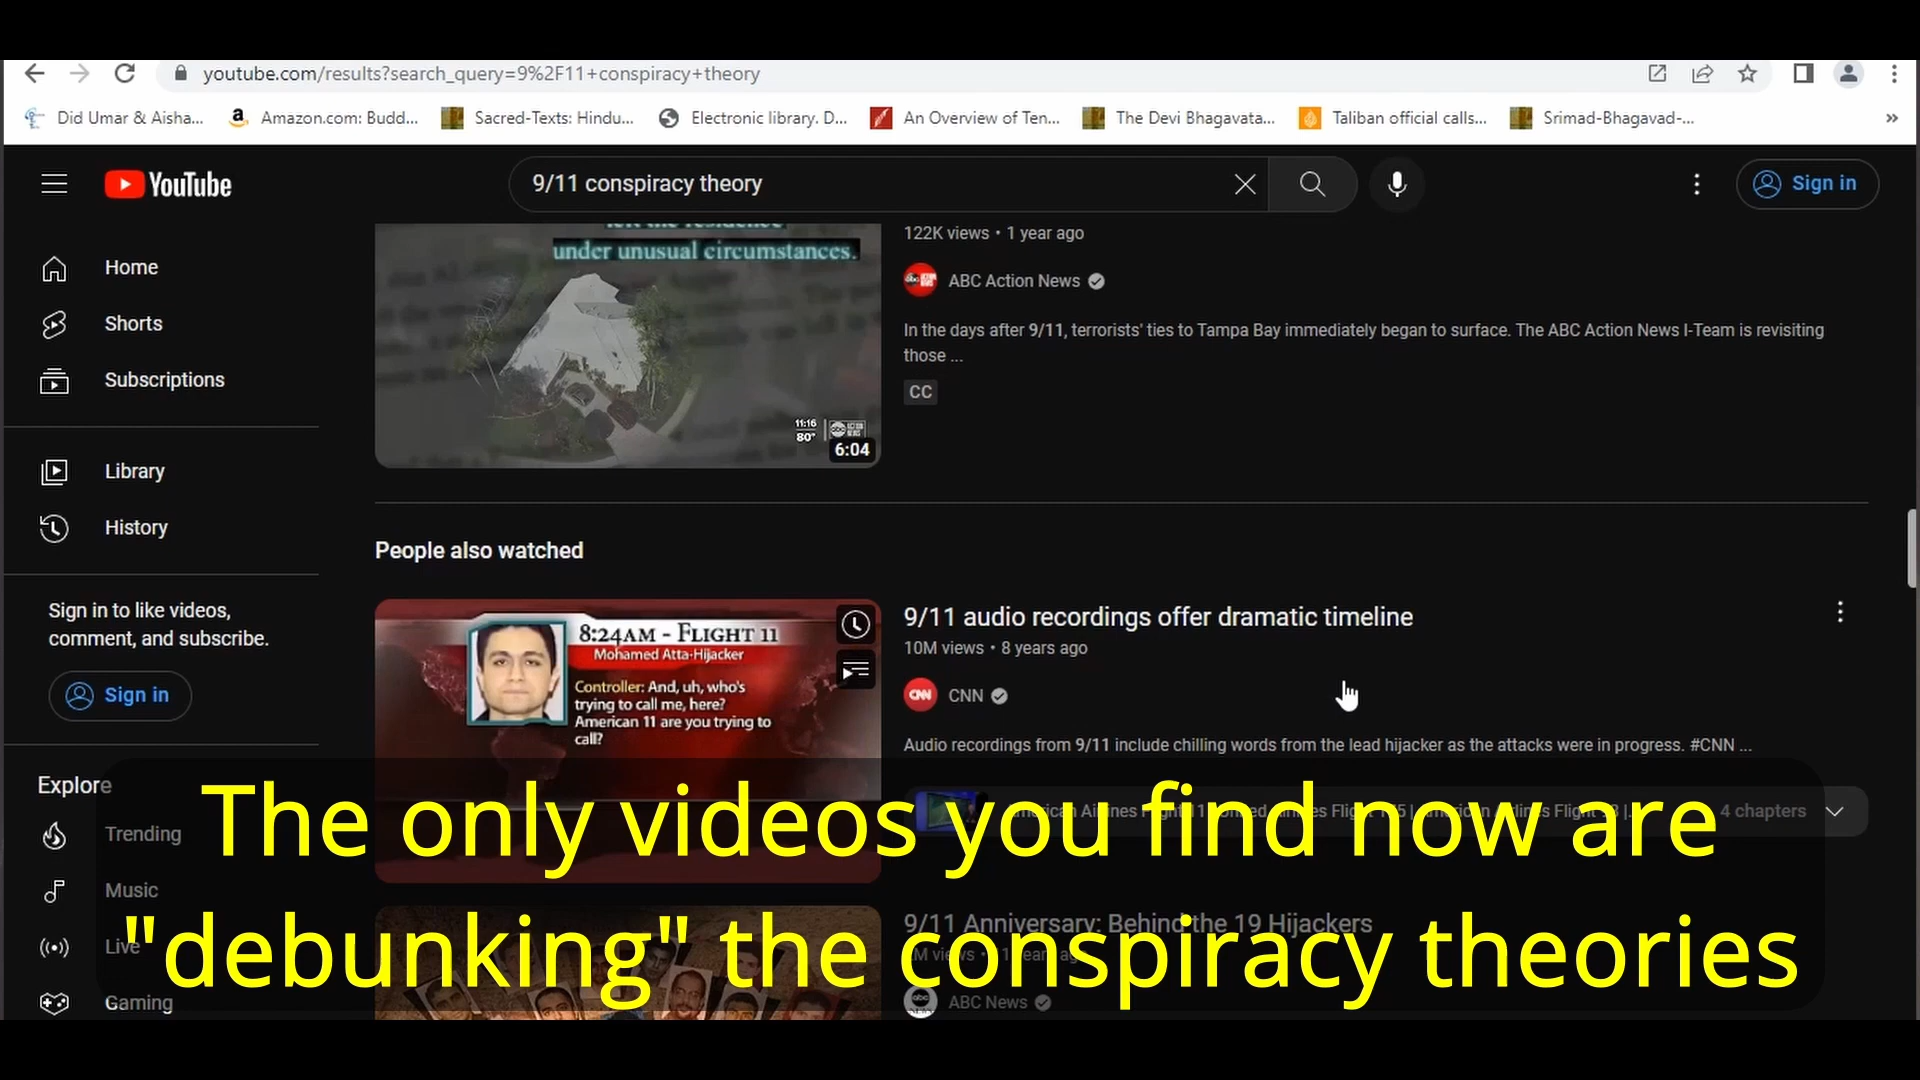 youtube.com/results?search_query=9%2F11+conspiracy+theory
Did Umar & Aisha...
Amazon.com: Budd...
Sacred-Texts: Hindu...
Electronic library. D...
An Overview of Ten...
The Devi Bhagavata...
Taliban official calls...
Srimad-Bhagavad-...
»
YouTube
9/11 conspiracy theory
Sign in
Home
Shorts
Subscriptions
Library
History
Sign in to like videos,
comment, and subscribe.
Sign in
Explore
Trending
Music
Live
Gaming
under unusual circumstances.
11:16
80°
6:04
122K views • 1 year ago
ABC Action News
In the days after 9/11, terrorists' ties to Tampa Bay immediately began to surface. The ABC Action News I-Team is revisiting
those ...
CC
People also watched
8:24AM - FLIGHT 11
Mohamed Atta-Hijacker
Controller: And, uh, who's
trying to call me, here?
American 11 are you trying to
call?
9/11 audio recordings offer dramatic timeline
10M views • 8 years ago
CNN
Audio recordings from 9/11 include chilling words from the lead hijacker as the attacks were in progress. #CNN ...
4 chapters
9/11 Anniversary: Behind the 19 Hijackers
ABC News
The only videos you find now are
"debunking" the conspiracy theories